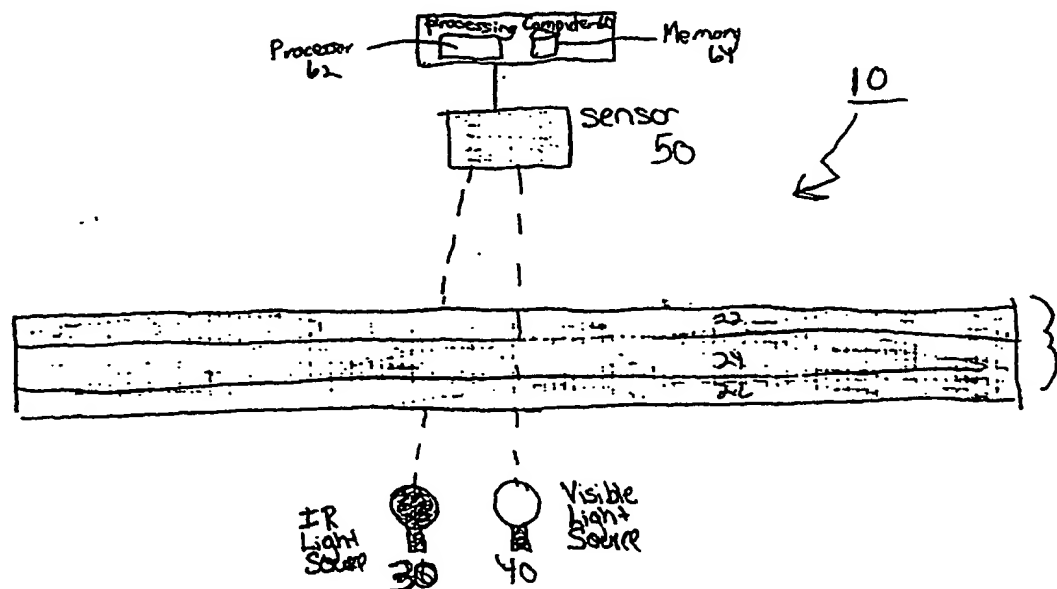 processing Computer 60
Processor
62
Memory
64
10
sensor
50
22
24
26
IR
Light
Source
30
40
Visible
Light
Source